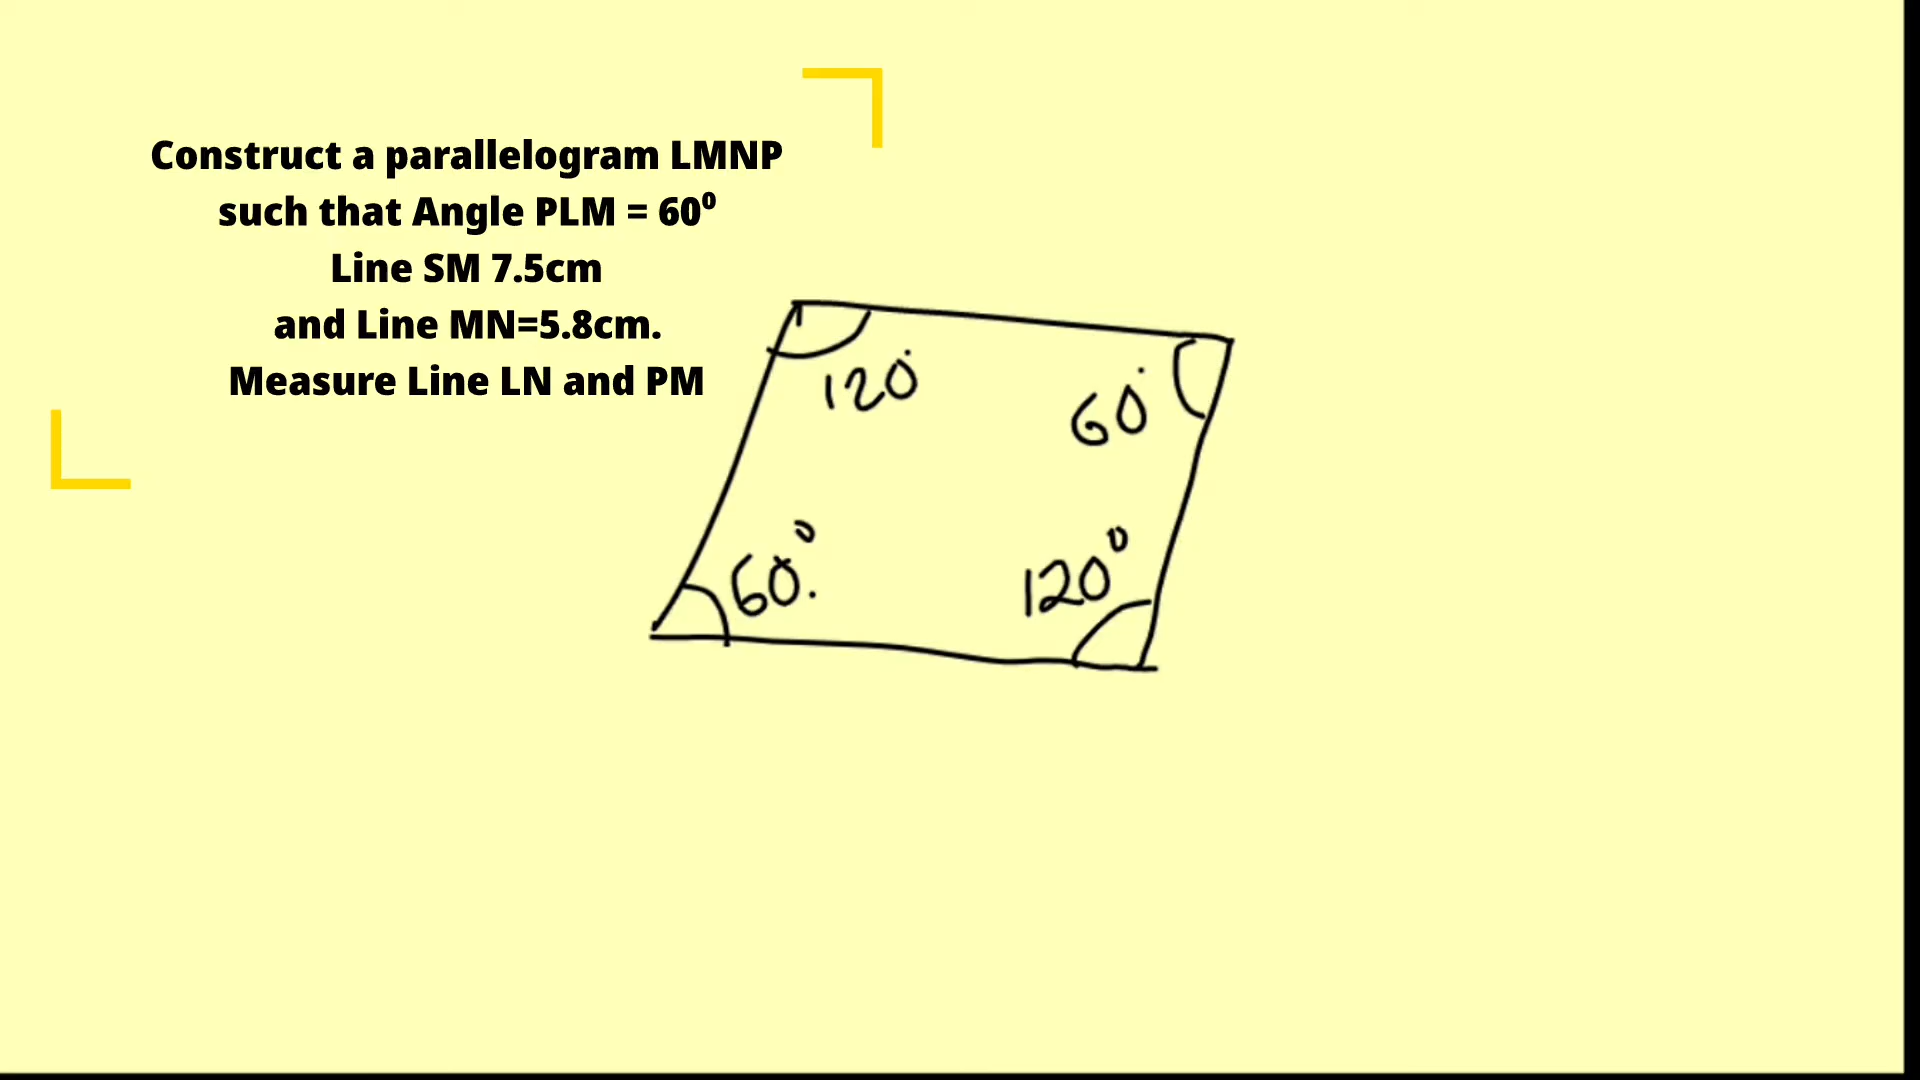 Construct a parallelogram LMNP
such that Angle PLM = 60⁰
Line SM 7.5cm
and Line MN=5.8cm.
Measure Line LN and PM
120°
60°
60.°
120°